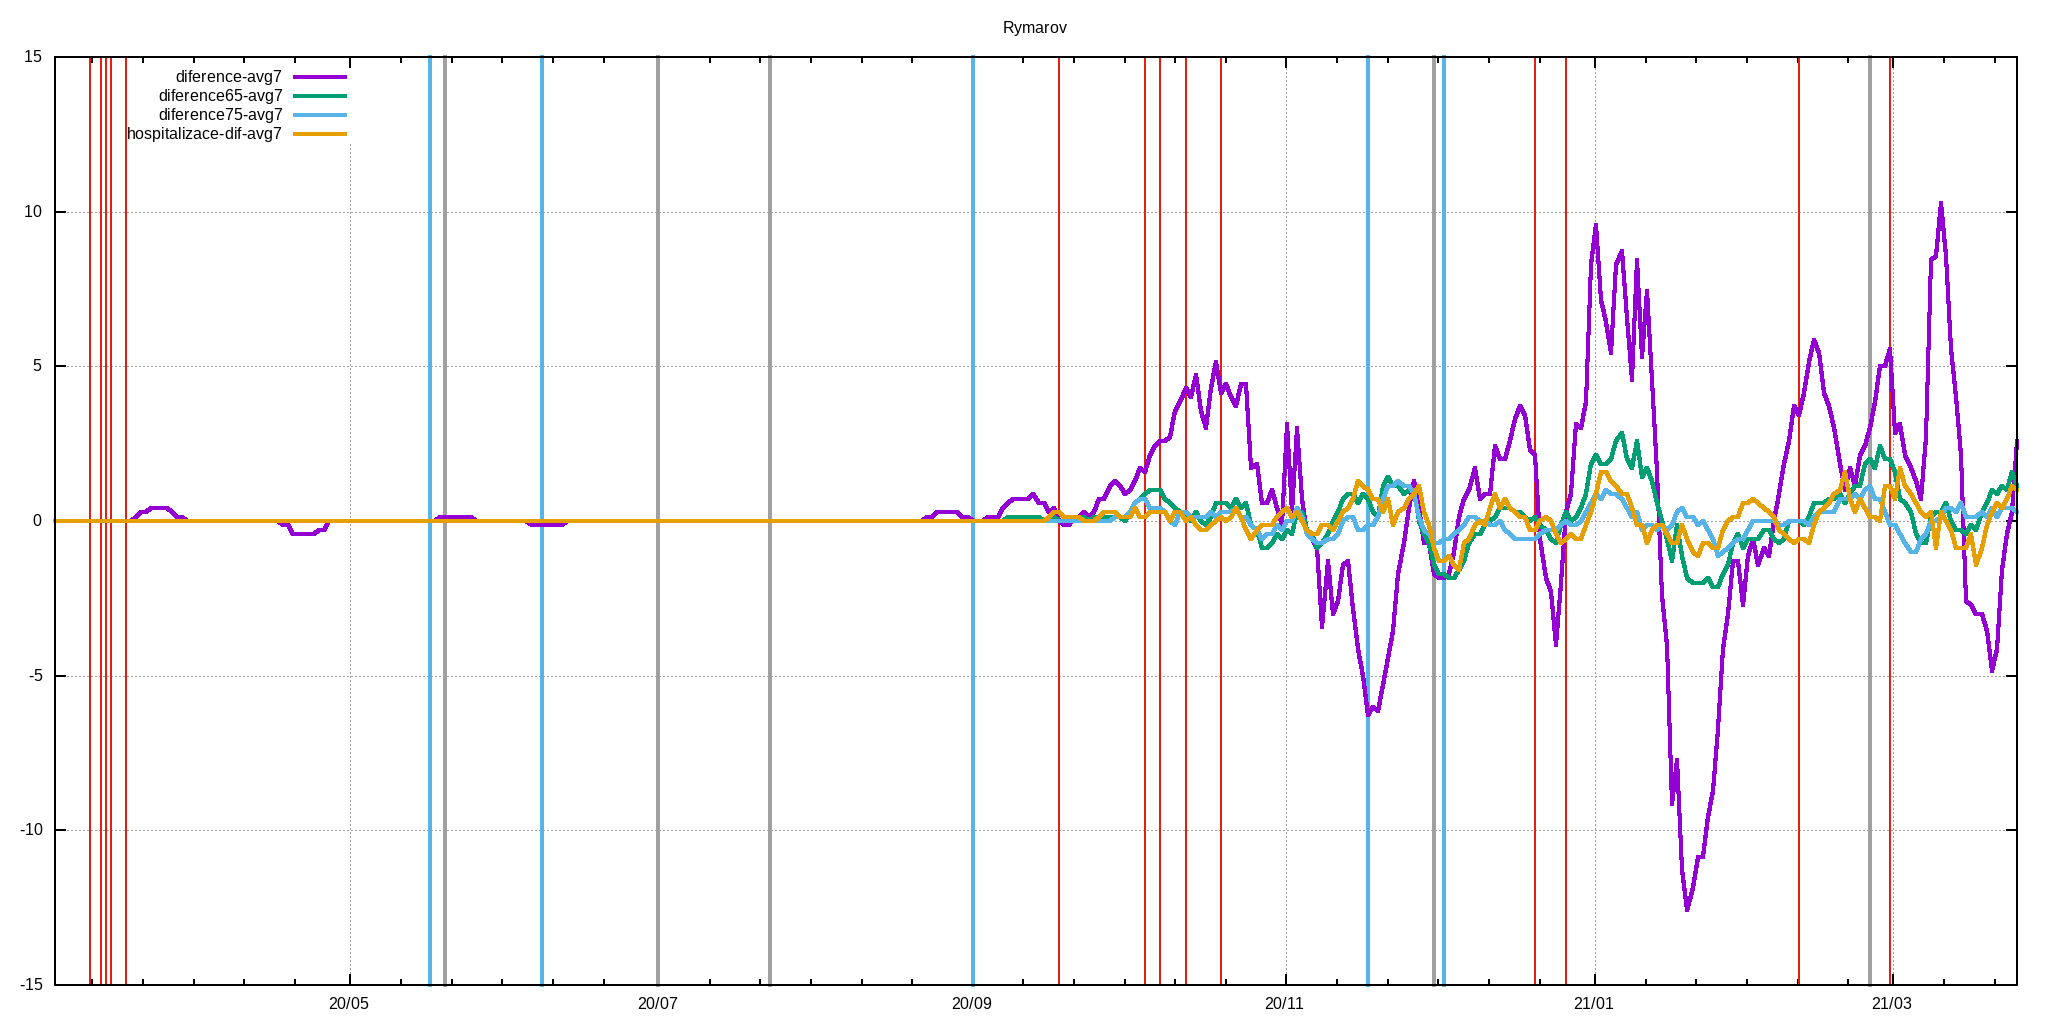 Rymarov
15
diference-avg7
diference65-avg7
diference75-avg7
hospitalizace-dif-avg7
10
5
0
-5
-10
-15
20/05 20/07 20/09 20/11 21/01 21/03